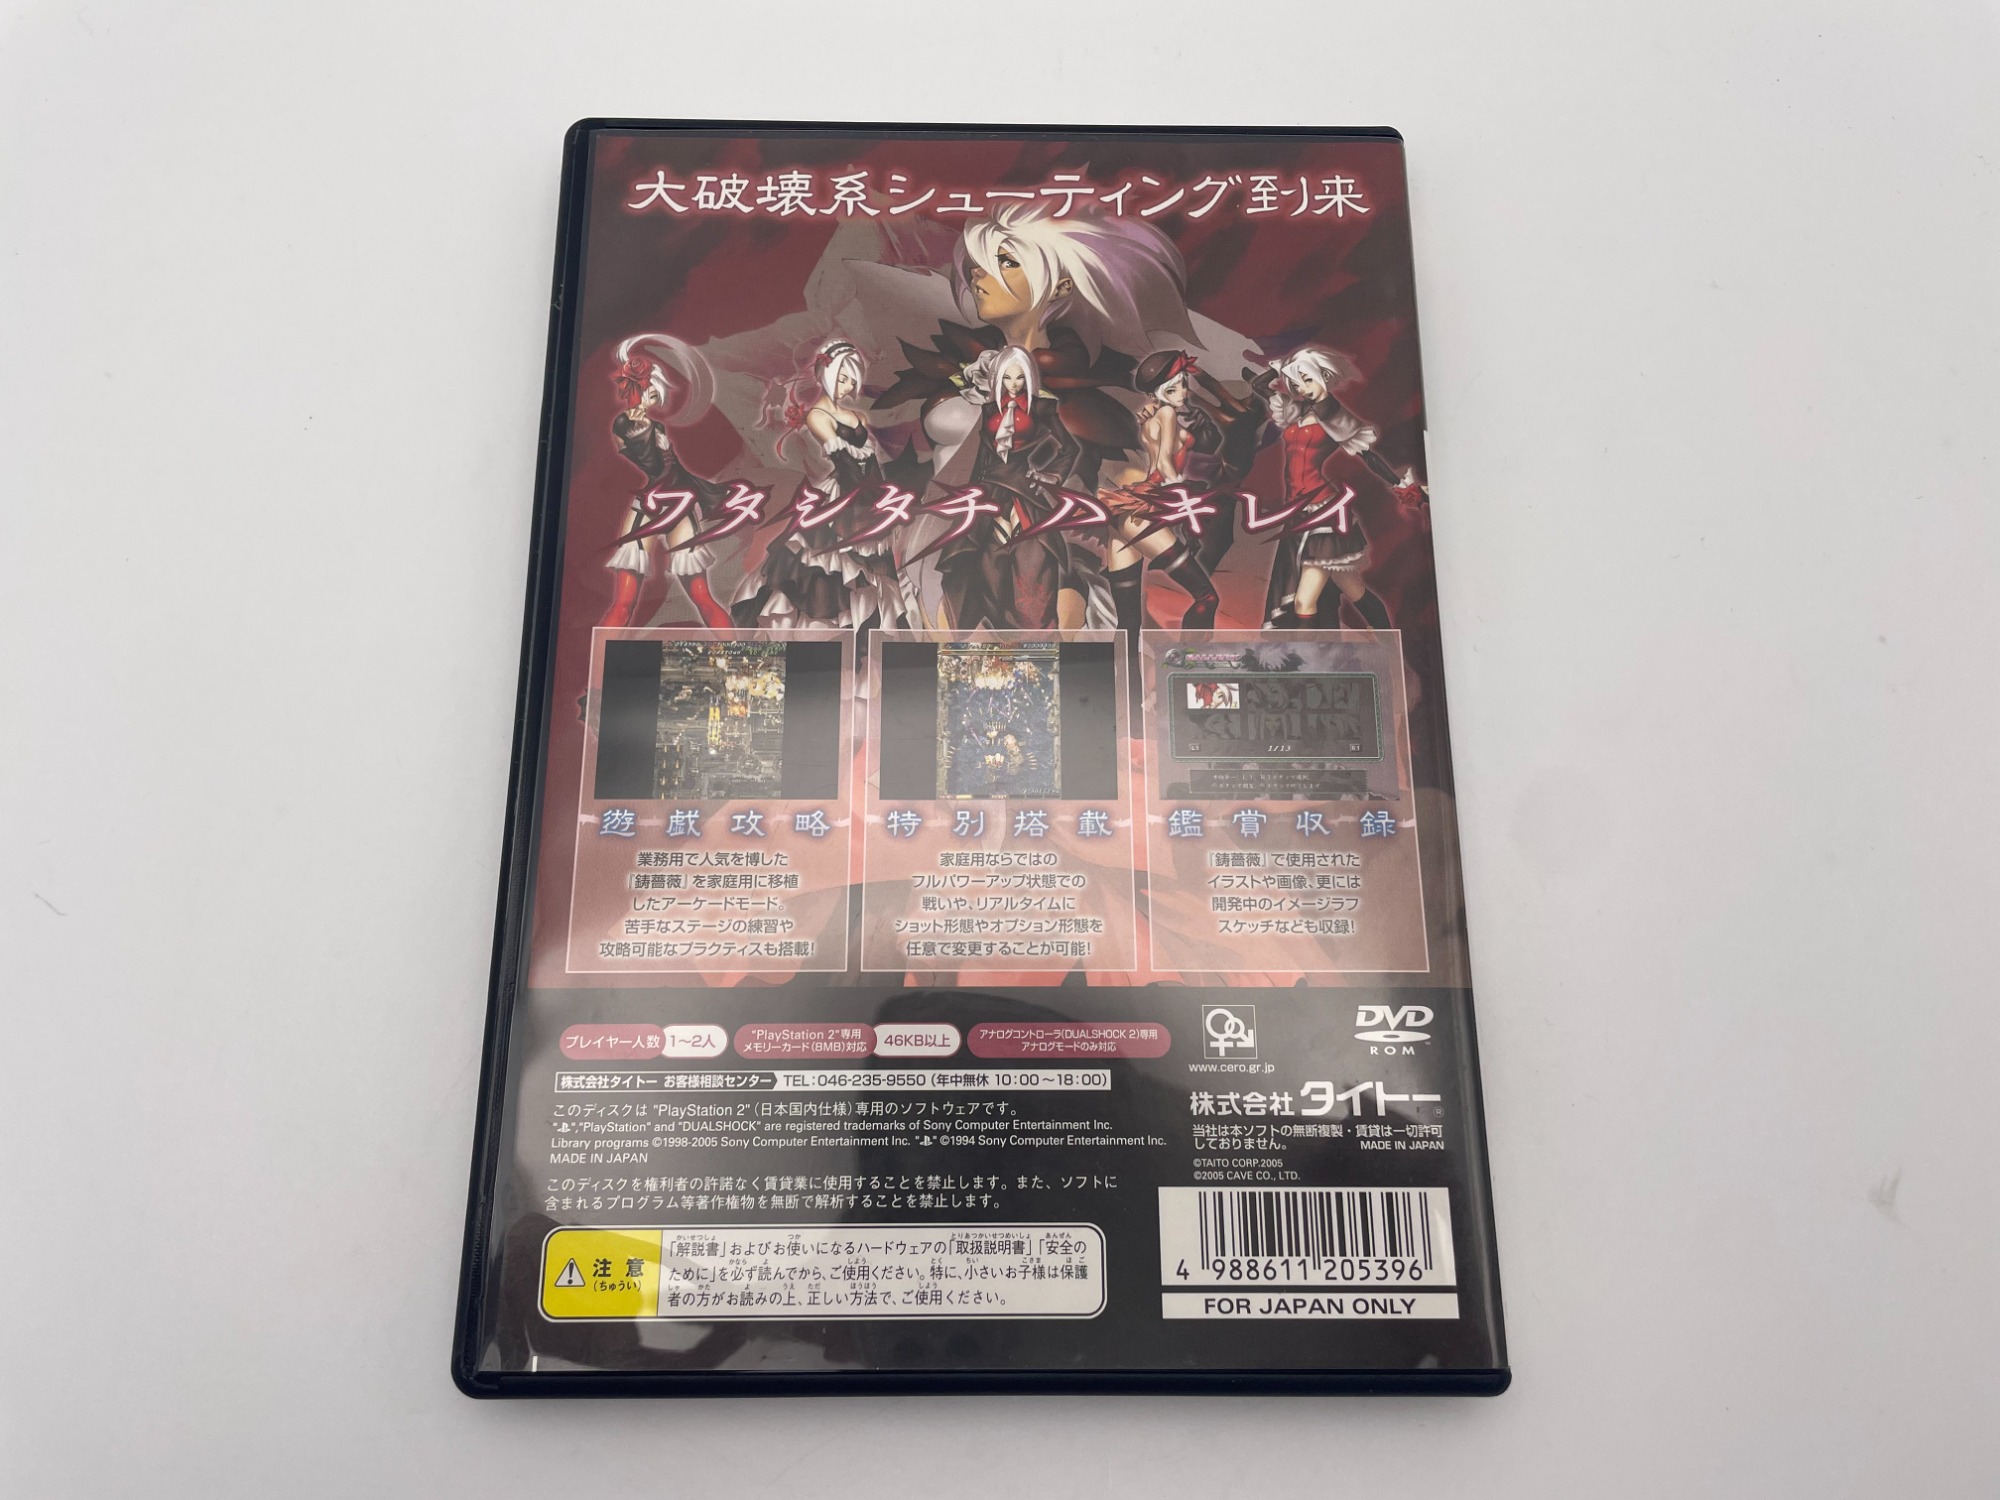 大破壊系シューティング到来
ワタシタチ ハ キレイ
1/13
遊戯攻略
業務用で人気を博した
『鋳薔薇』を家庭用に移植
したアーケードモード。
苦手なステージの練習や
攻略可能なプラクティスも搭載!
特別搭載
家庭用ならではの
フルパワーアップ状態での
戦いや、リアルタイムに
ショット形態やオプション形態を
任意で変更することが可能!
鑑賞収録
『鋳薔薇』で使用された
イラストや画像、更には
開発中のイメージラフ
スケッチなども収録!
プレイヤー人数 1〜2人
"PlayStation 2"専用
メモリーカード(8MB)対応
46KB以上
アナログコントローラ(DUALSHOCK 2)専用
アナログモードのみ対応
www.cero.gr.jp
DVD
ROM
株式会社タイトー お客様相談センター TEL:046-235-9550 (年中無休 10:00〜18:00)
このディスクは "PlayStation 2"(日本国内仕様)専用のソフトウェアです。
" ","PlayStation" and "DUALSHOCK" are registered trademarks of Sony Computer Entertainment Inc.
Library programs ©1998-2005 Sony Computer Entertainment Inc. " " ©1994 Sony Computer Entertainment Inc.
MADE IN JAPAN
このディスクを権利者の許諾なく賃貸業に使用することを禁止します。また、ソフトに
含まれるプログラム等著作権物を無断で解析することを禁止します。
株式会社 タイトー®
当社は本ソフトの無断複製・賃貸は一切許可
しておりません。 MADE IN JAPAN
©TAITO CORP.2005
©2005 CAVE CO., LTD.
注意
(ちゅうい)
「解説書」およびお使いになるハードウェアの「取扱説明書」「安全の
ために」を必ず読んでから、ご使用ください。特に、小さいお子様は保護
者の方がお読みの上、正しい方法で、ご使用ください。
4 988611 205396
FOR JAPAN ONLY